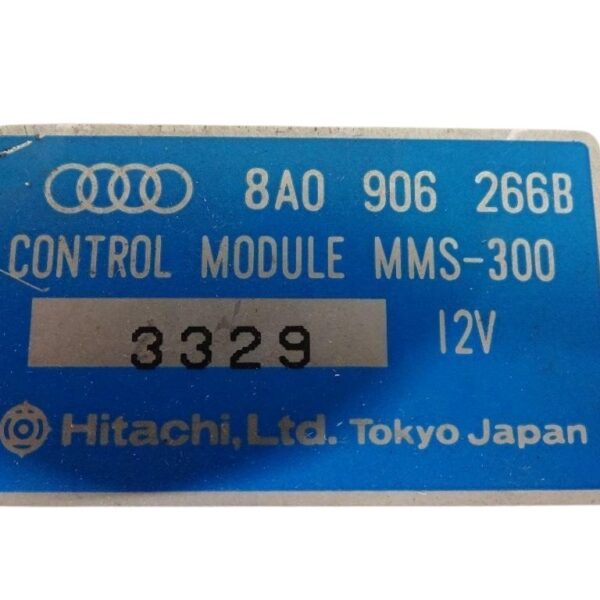 8A0 906 266B
CONTROL MODULE MMS-300
3329 12V
Hitachi, Ltd. Tokyo Japan